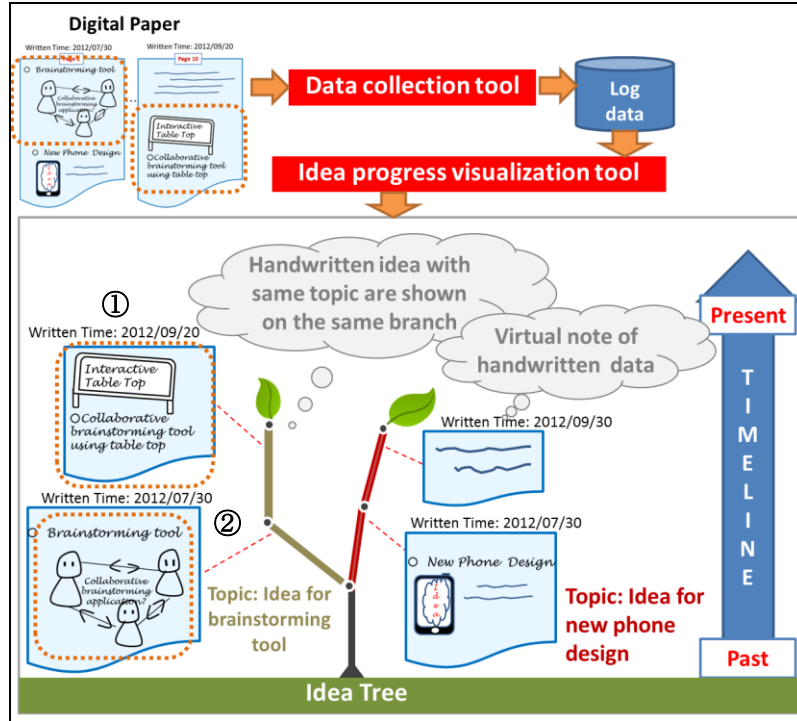 Digital Paper
Written Time: 2012/07/30
Written Time: 2012/09/20
Page 10
Brainstorming tool
Collaborative
brainstorming
application?
...
New Phone Design
Interactive
Table Top
Collaborative
brainstorming tool
using table top
Data collection tool
Log
data
Idea progress visualization tool
Handwritten idea with
same topic are shown
on the same branch
Virtual note of
handwritten data
①
Written Time: 2012/09/20
Interactive
Table Top
Collaborative
brainstorming tool
using table top
Written Time: 2012/07/30
②
Brainstorming tool
Collaborative
brainstorming
application?
Topic: Idea for
brainstorming
tool
Written Time: 2012/09/30
Written Time: 2012/07/30
New Phone Design
Idea
Topic: Idea for
new phone
design
Present
TIMELINE
Past
Idea Tree